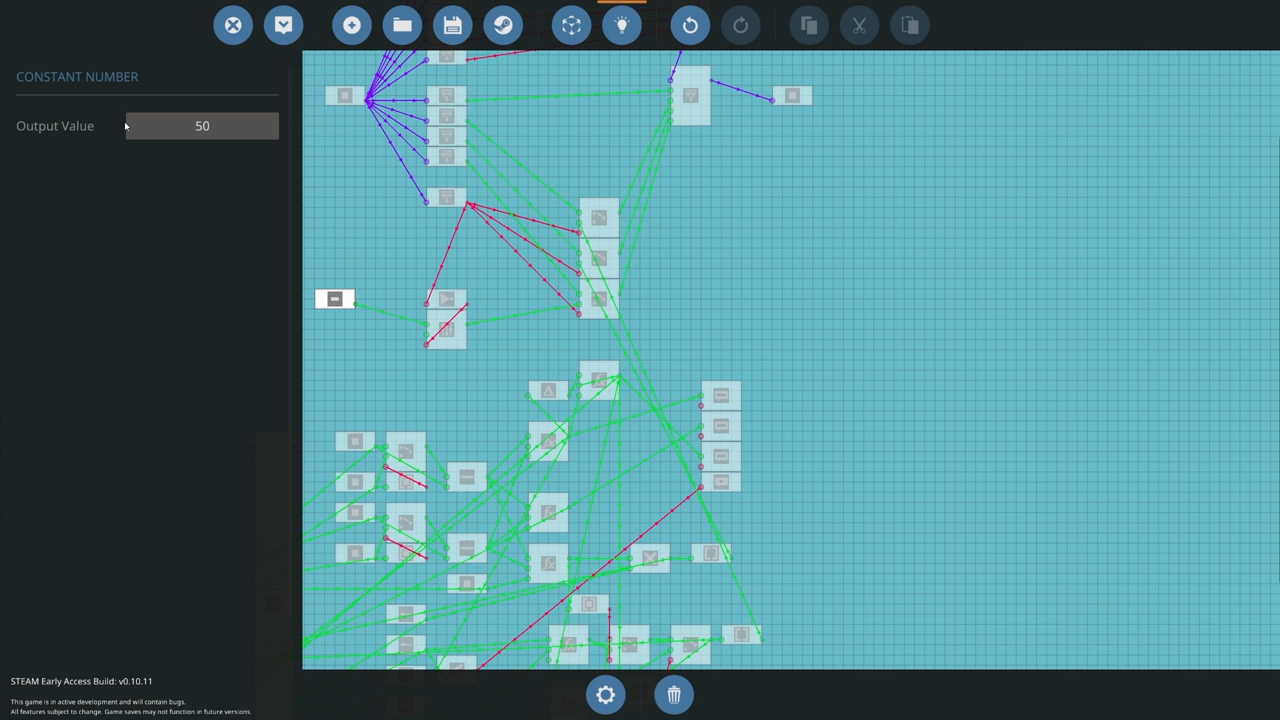 CONSTANT NUMBER
Output Value 50
STEAM Early Access Build: v0.10.11
This game is in active development and will contain bugs.
All features subject to change. Game saves may not function in future versions.